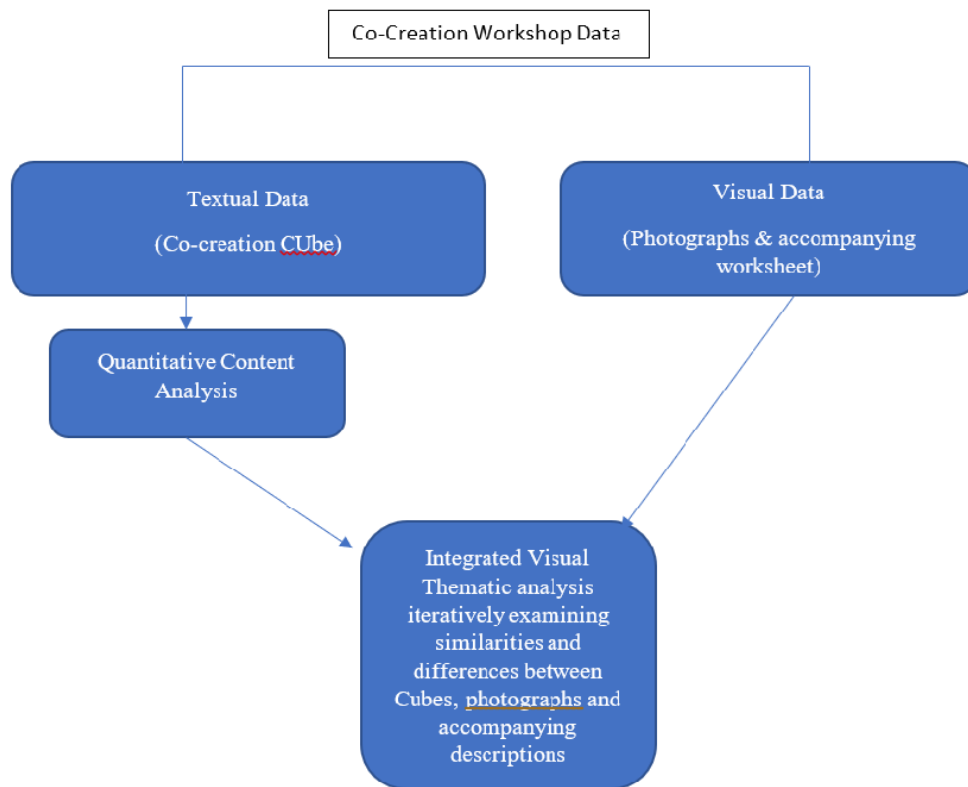 Co-Creation Workshop Data
Textual Data
(Co-creation CUbe)
Visual Data
(Photographs & accompanying
worksheet)
Quantitative Content
Analysis
Integrated Visual
Thematic analysis
iteratively examining
similarities and
differences between
Cubes, photographs and
accompanying
descriptions